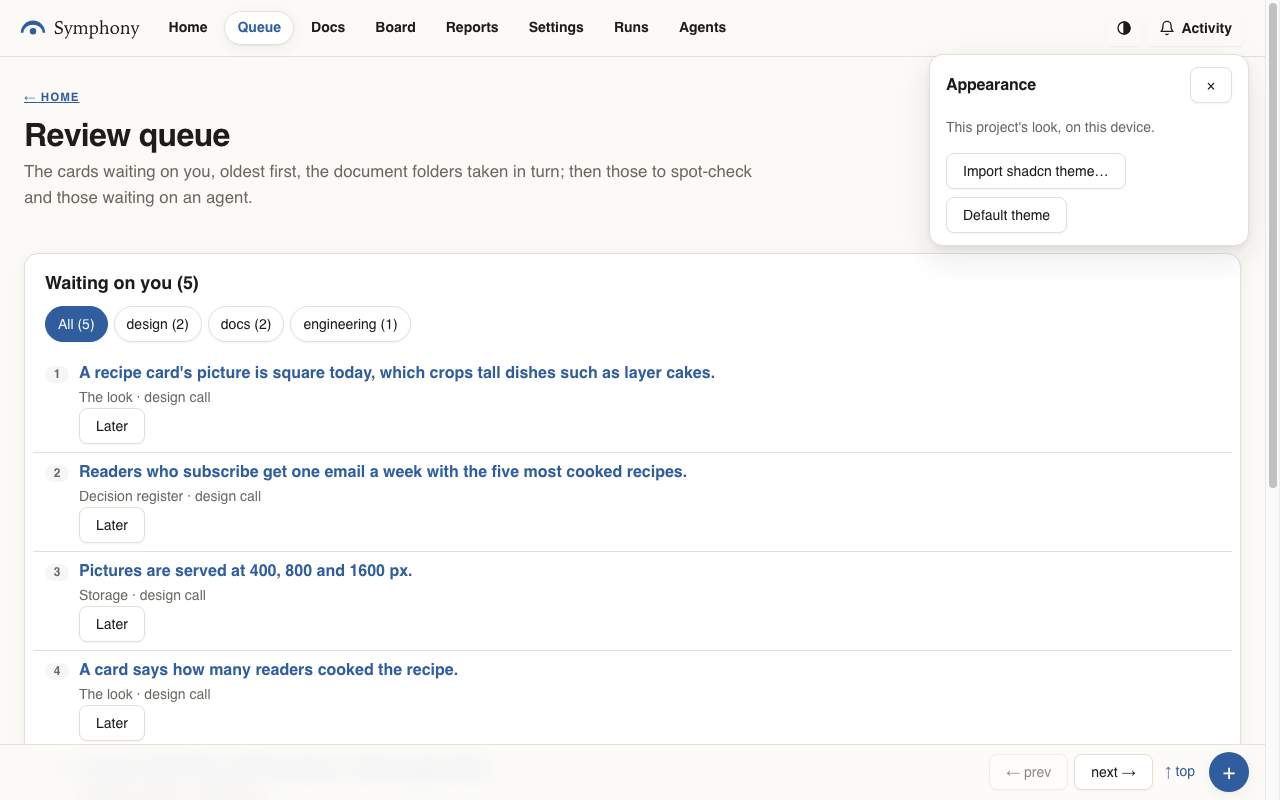 Symphony Home Queue Docs Board Reports Settings Runs Agents Activity
← HOME
Review queue
The cards waiting on you, oldest first, the document folders taken in turn; then those to spot-check
and those waiting on an agent.
Appearance ×
This project's look, on this device.
Import shadcn theme…
Default theme
Waiting on you (5)
All (5) design (2) docs (2) engineering (1)
1 A recipe card's picture is square today, which crops tall dishes such as layer cakes.
The look · design call
Later
2 Readers who subscribe get one email a week with the five most cooked recipes.
Decision register · design call
Later
3 Pictures are served at 400, 800 and 1600 px.
Storage · design call
Later
4 A card says how many readers cooked the recipe.
The look · design call
Later
← prev next → ↑ top +